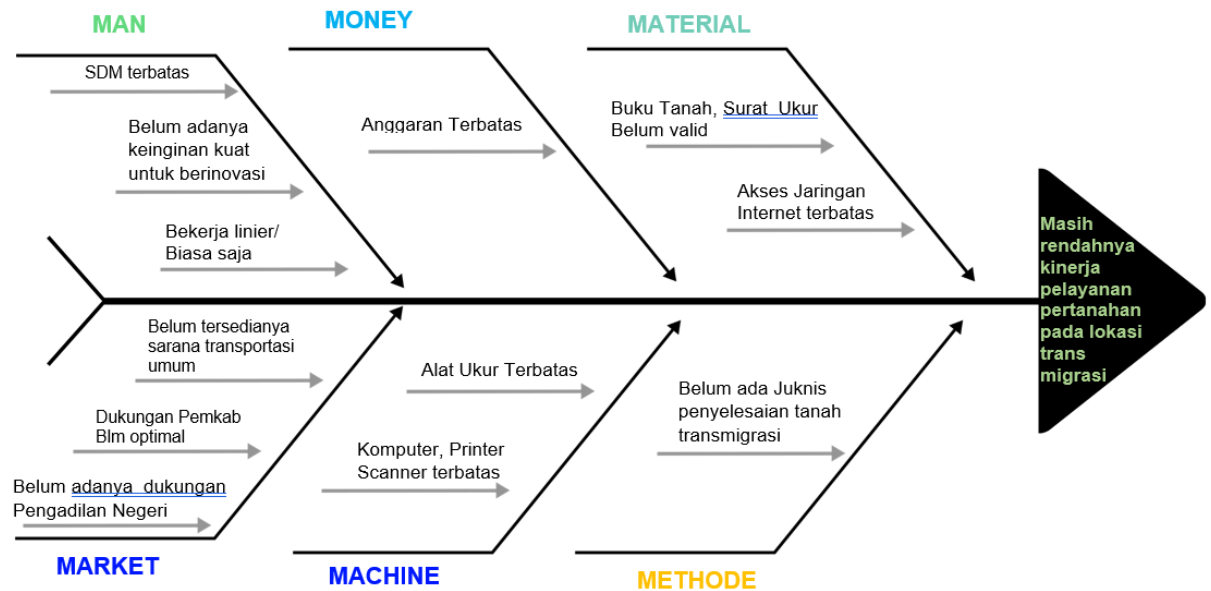 MAN
SDM terbatas
Belum adanya
keinginan kuat
untuk berinovasi
Bekerja linier/
Biasa saja
MONEY
Anggaran Terbatas
MATERIAL
Buku Tanah, Surat Ukur
Belum valid
Akses Jaringan
Internet terbatas
Masih
rendahnya
kinerja
pelayanan
pertanahan
pada lokasi
trans
migrasi
Belum tersedianya
sarana transportasi
umum
Dukungan Pemkab
Blm optimal
Belum adanya dukungan
Pengadilan Negeri
MARKET
Alat Ukur Terbatas
Komputer, Printer
Scanner terbatas
MACHINE
Belum ada Juknis
penyelesaian tanah
transmigrasi
METHODE